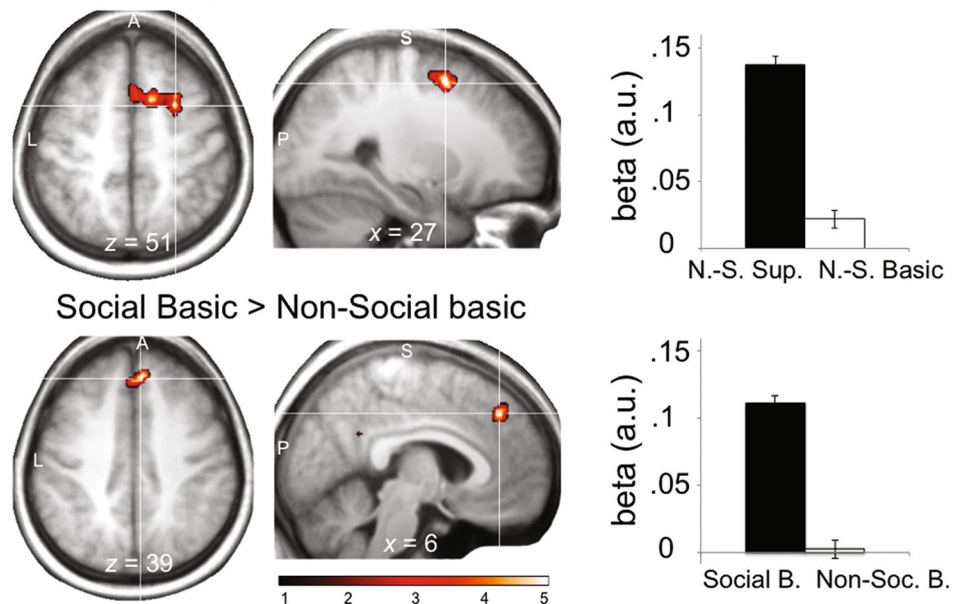 A
L
z = 51
S
P
x = 27
beta (a.u.)
.15
.1
.05
0
N.-S. Sup. N.-S. Basic
Social Basic > Non-Social basic
A
L
z = 39
S
P
x = 6
1 2 3 4 5
beta (a.u.)
.15
.1
.05
0
Social B. Non-Soc. B.